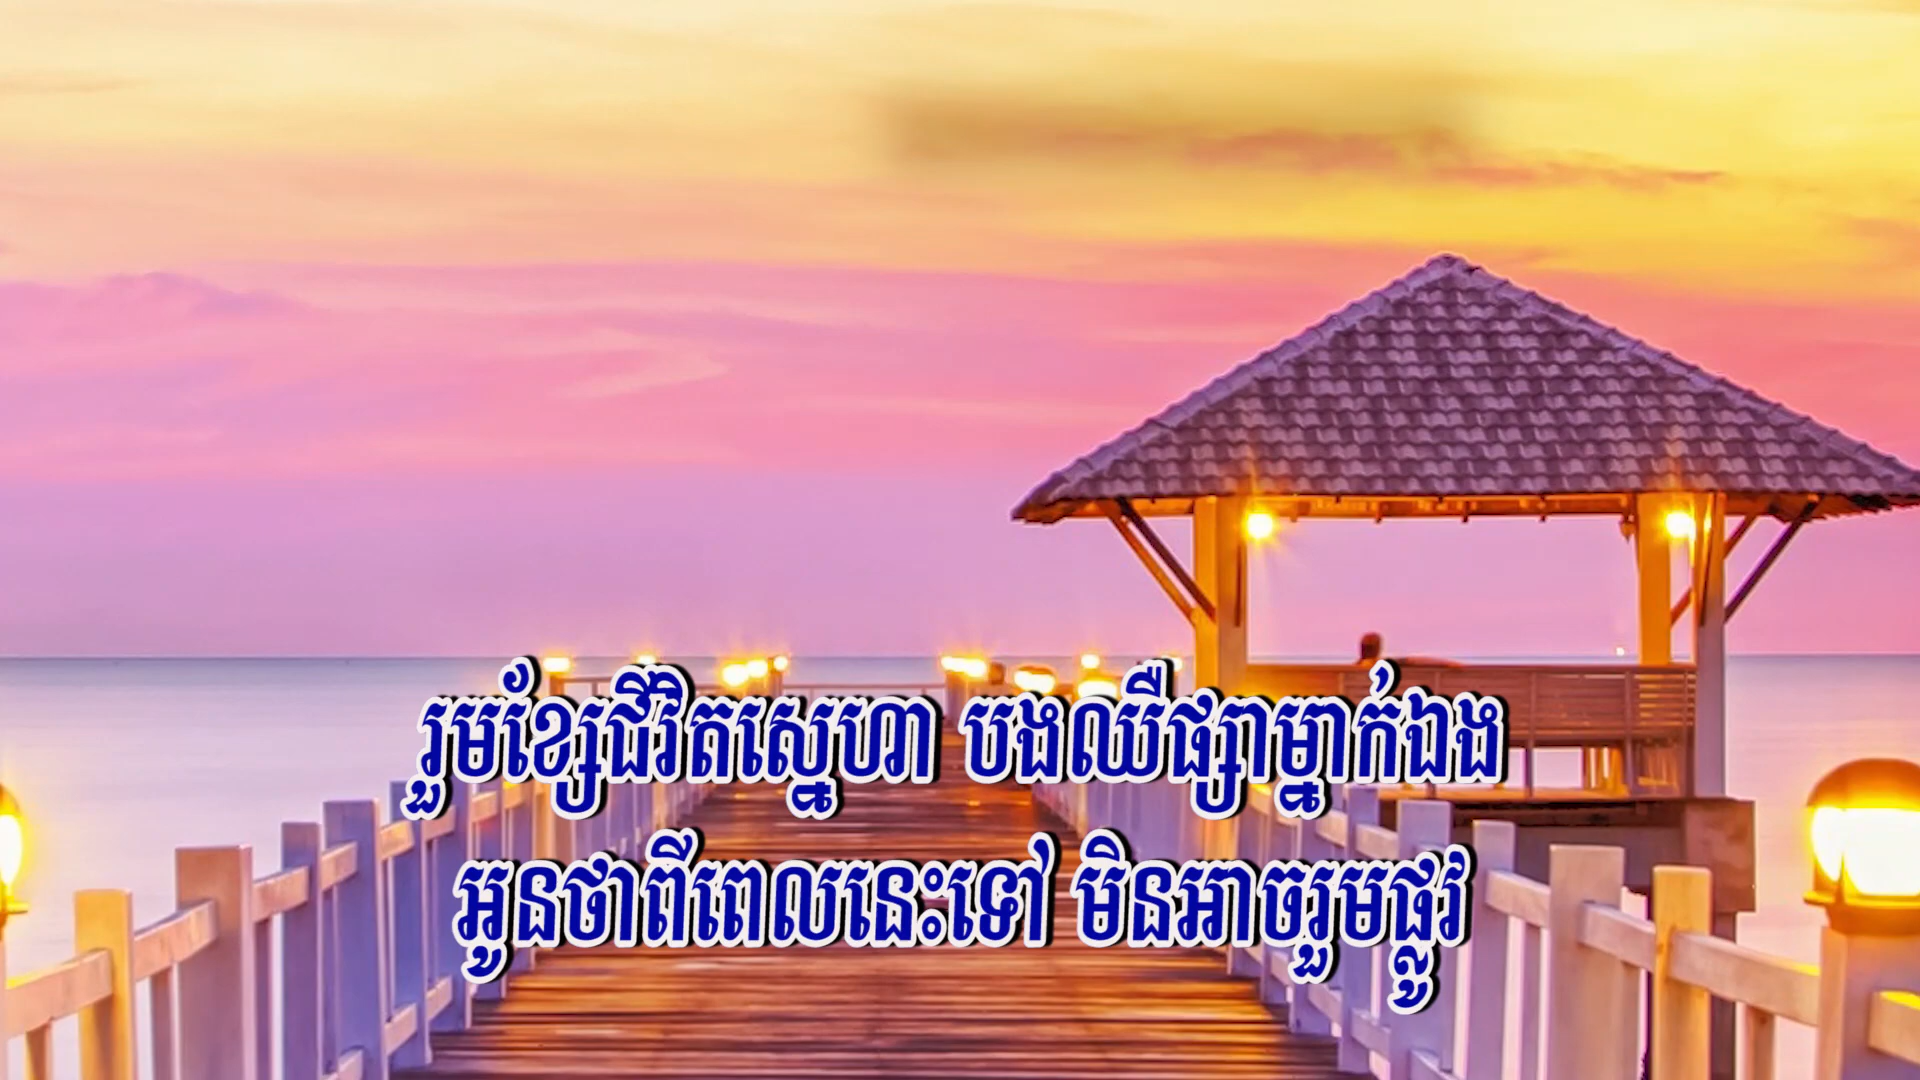 រួមខ្សែជីវិតស្នេហា បងឈឺផ្សាម្នាក់ឯង
អូនថាពីពេលនេះទៅ មិនអាចរួមផ្លូវ